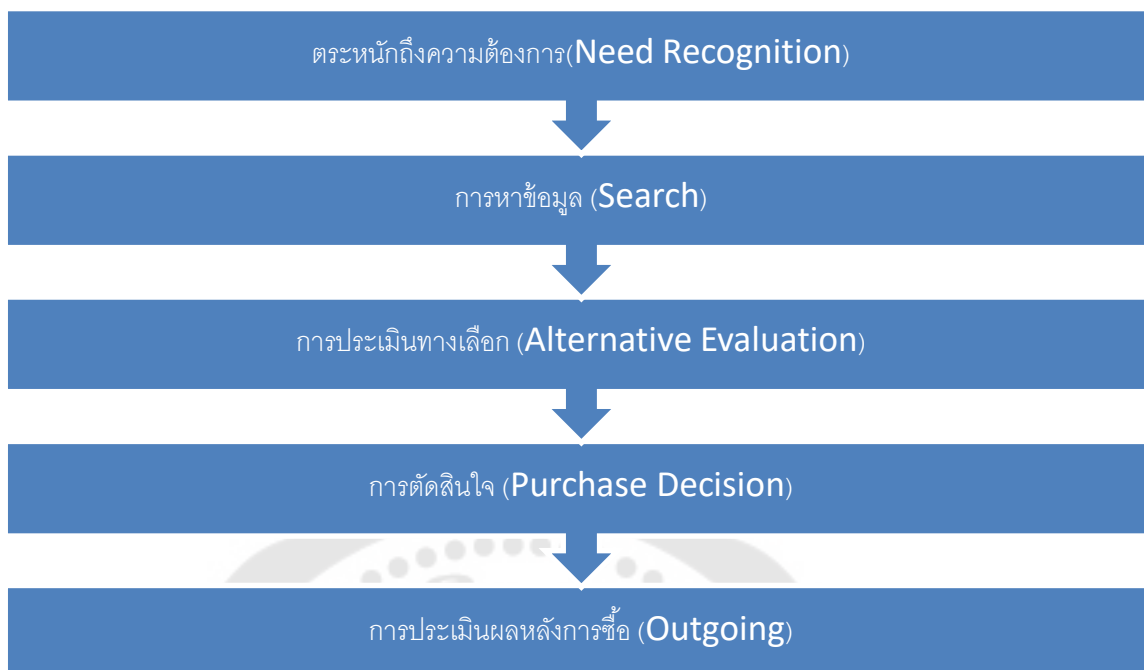 ตระหนักถึงความต้องการ(Need Recognition)
การหาข้อมูล (Search)
การประเมินทางเลือก (Alternative Evaluation)
การตัดสินใจ (Purchase Decision)
การประเมินผลหลังการซื้อ (Outgoing)